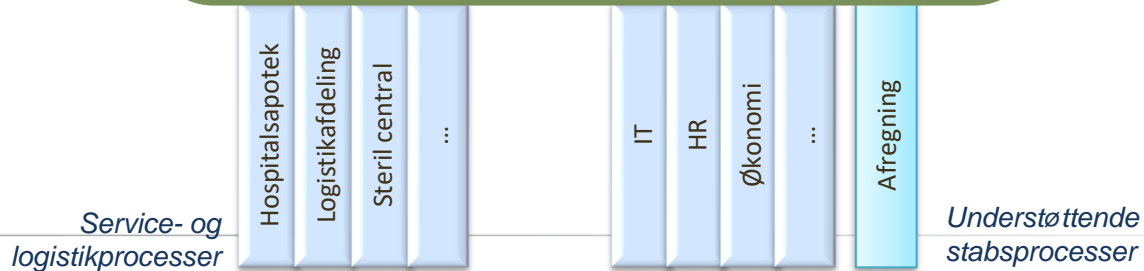 Hospitalsapotek
Logistikafdeling
Steril central
...
IT
HR
Økonomi
...
Afregning
Service- og
logistikprocesser
Understøttende
stabsprocesser